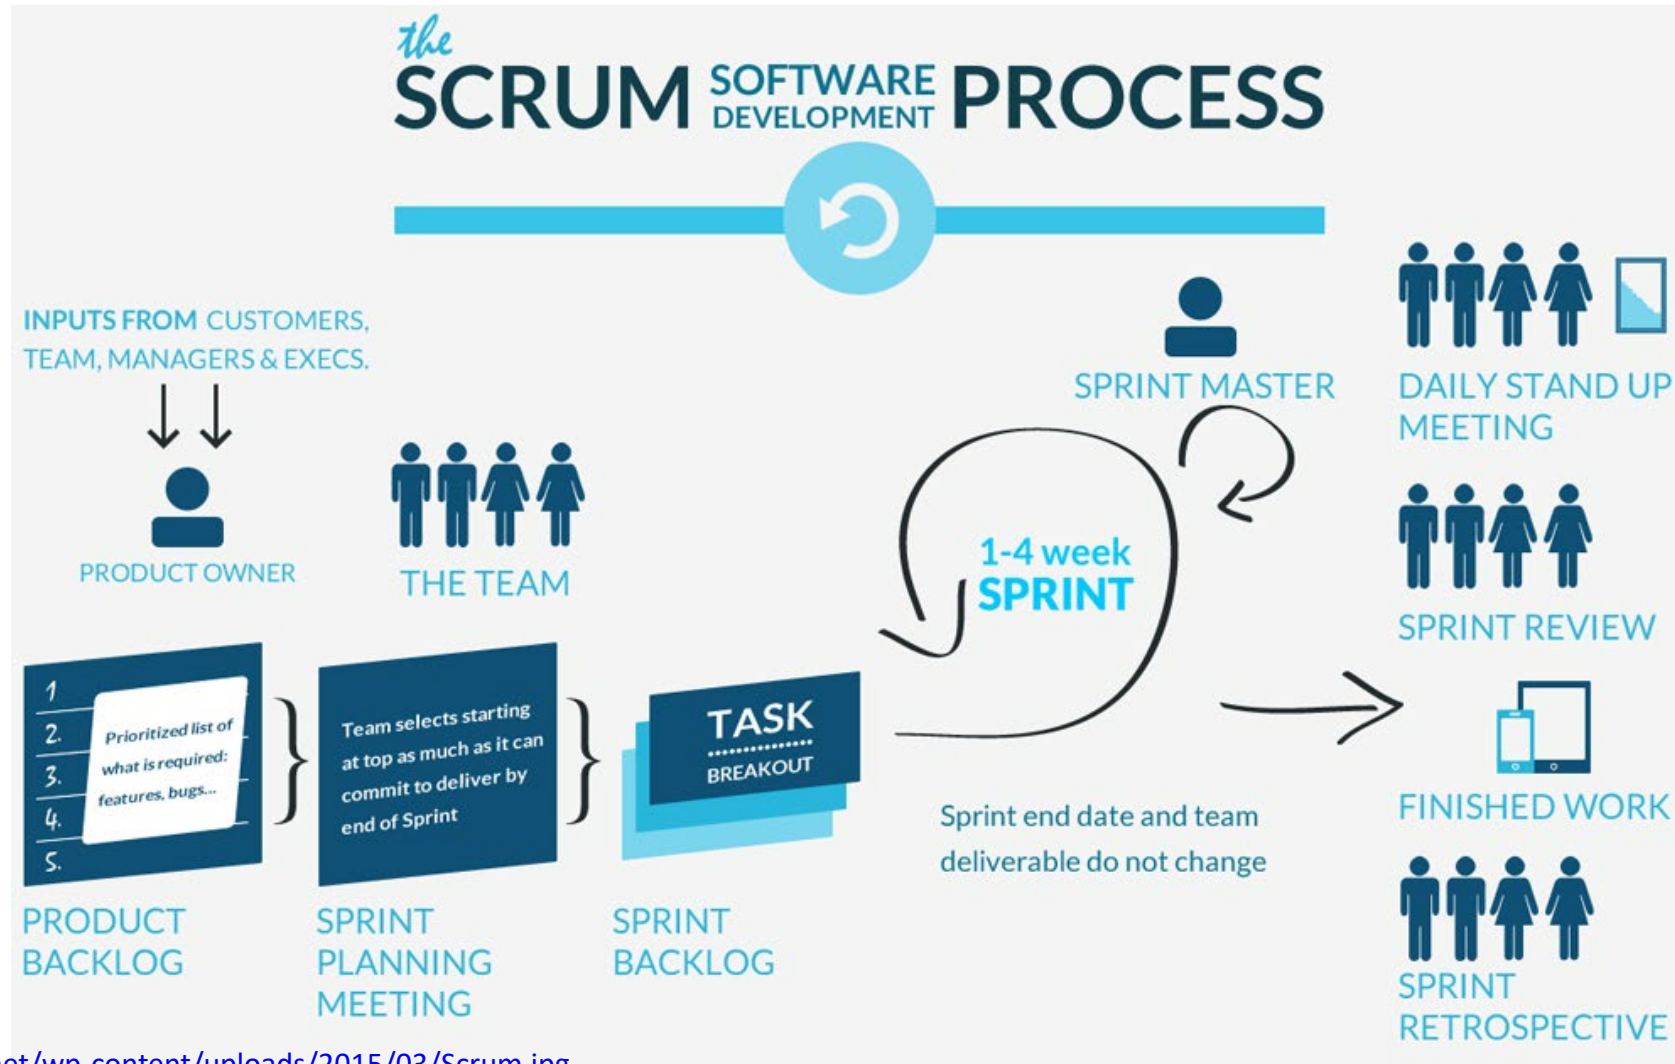 the
SCRUM SOFTWARE DEVELOPMENT PROCESS
INPUTS FROM CUSTOMERS,
TEAM, MANAGERS & EXECS.
PRODUCT OWNER
THE TEAM
1
2.
3.
4.
5.
Prioritized list of
what is required:
features, bugs...
PRODUCT
BACKLOG
Team selects starting
at top as much as it can
commit to deliver by
end of Sprint
SPRINT
PLANNING
MEETING
TASK
BREAKOUT
SPRINT
BACKLOG
1-4 week
SPRINT
SPRINT MASTER
Sprint end date and team
deliverable do not change
DAILY STAND UP
MEETING
SPRINT REVIEW
FINISHED WORK
SPRINT
RETROSPECTIVE